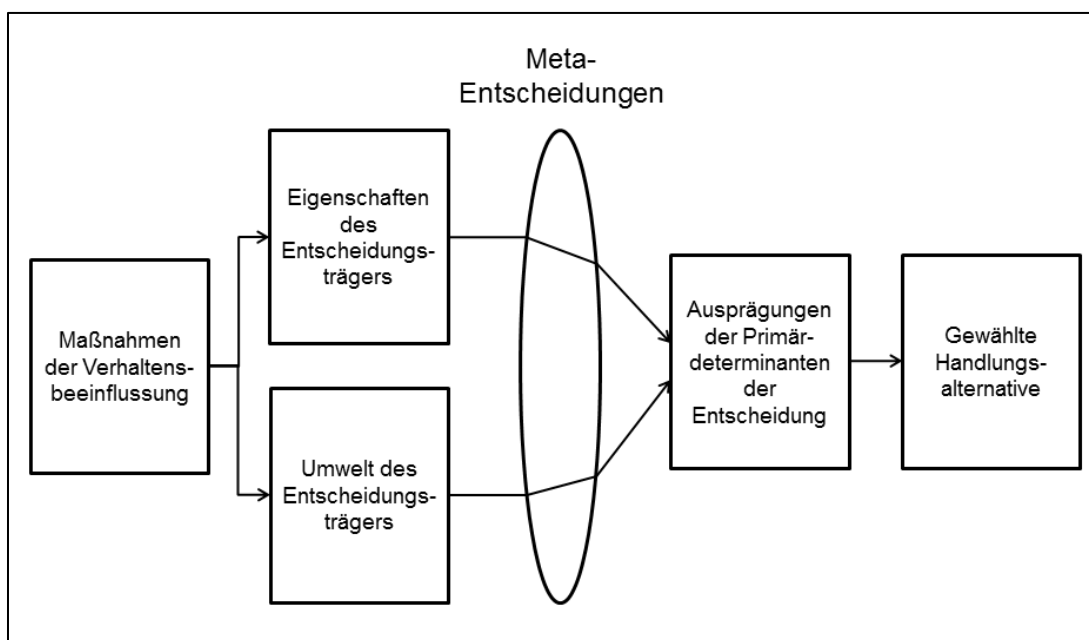 Meta-
Entscheidungen
Maßnahmen
der Verhaltens-
beeinflussung
Eigenschaften
des
Entscheidungs-
trägers
Umwelt des
Entscheidungs-
trägers
Ausprägungen
der Primär-
determinanten
der
Entscheidung
Gewählte
Handlungs-
alternative